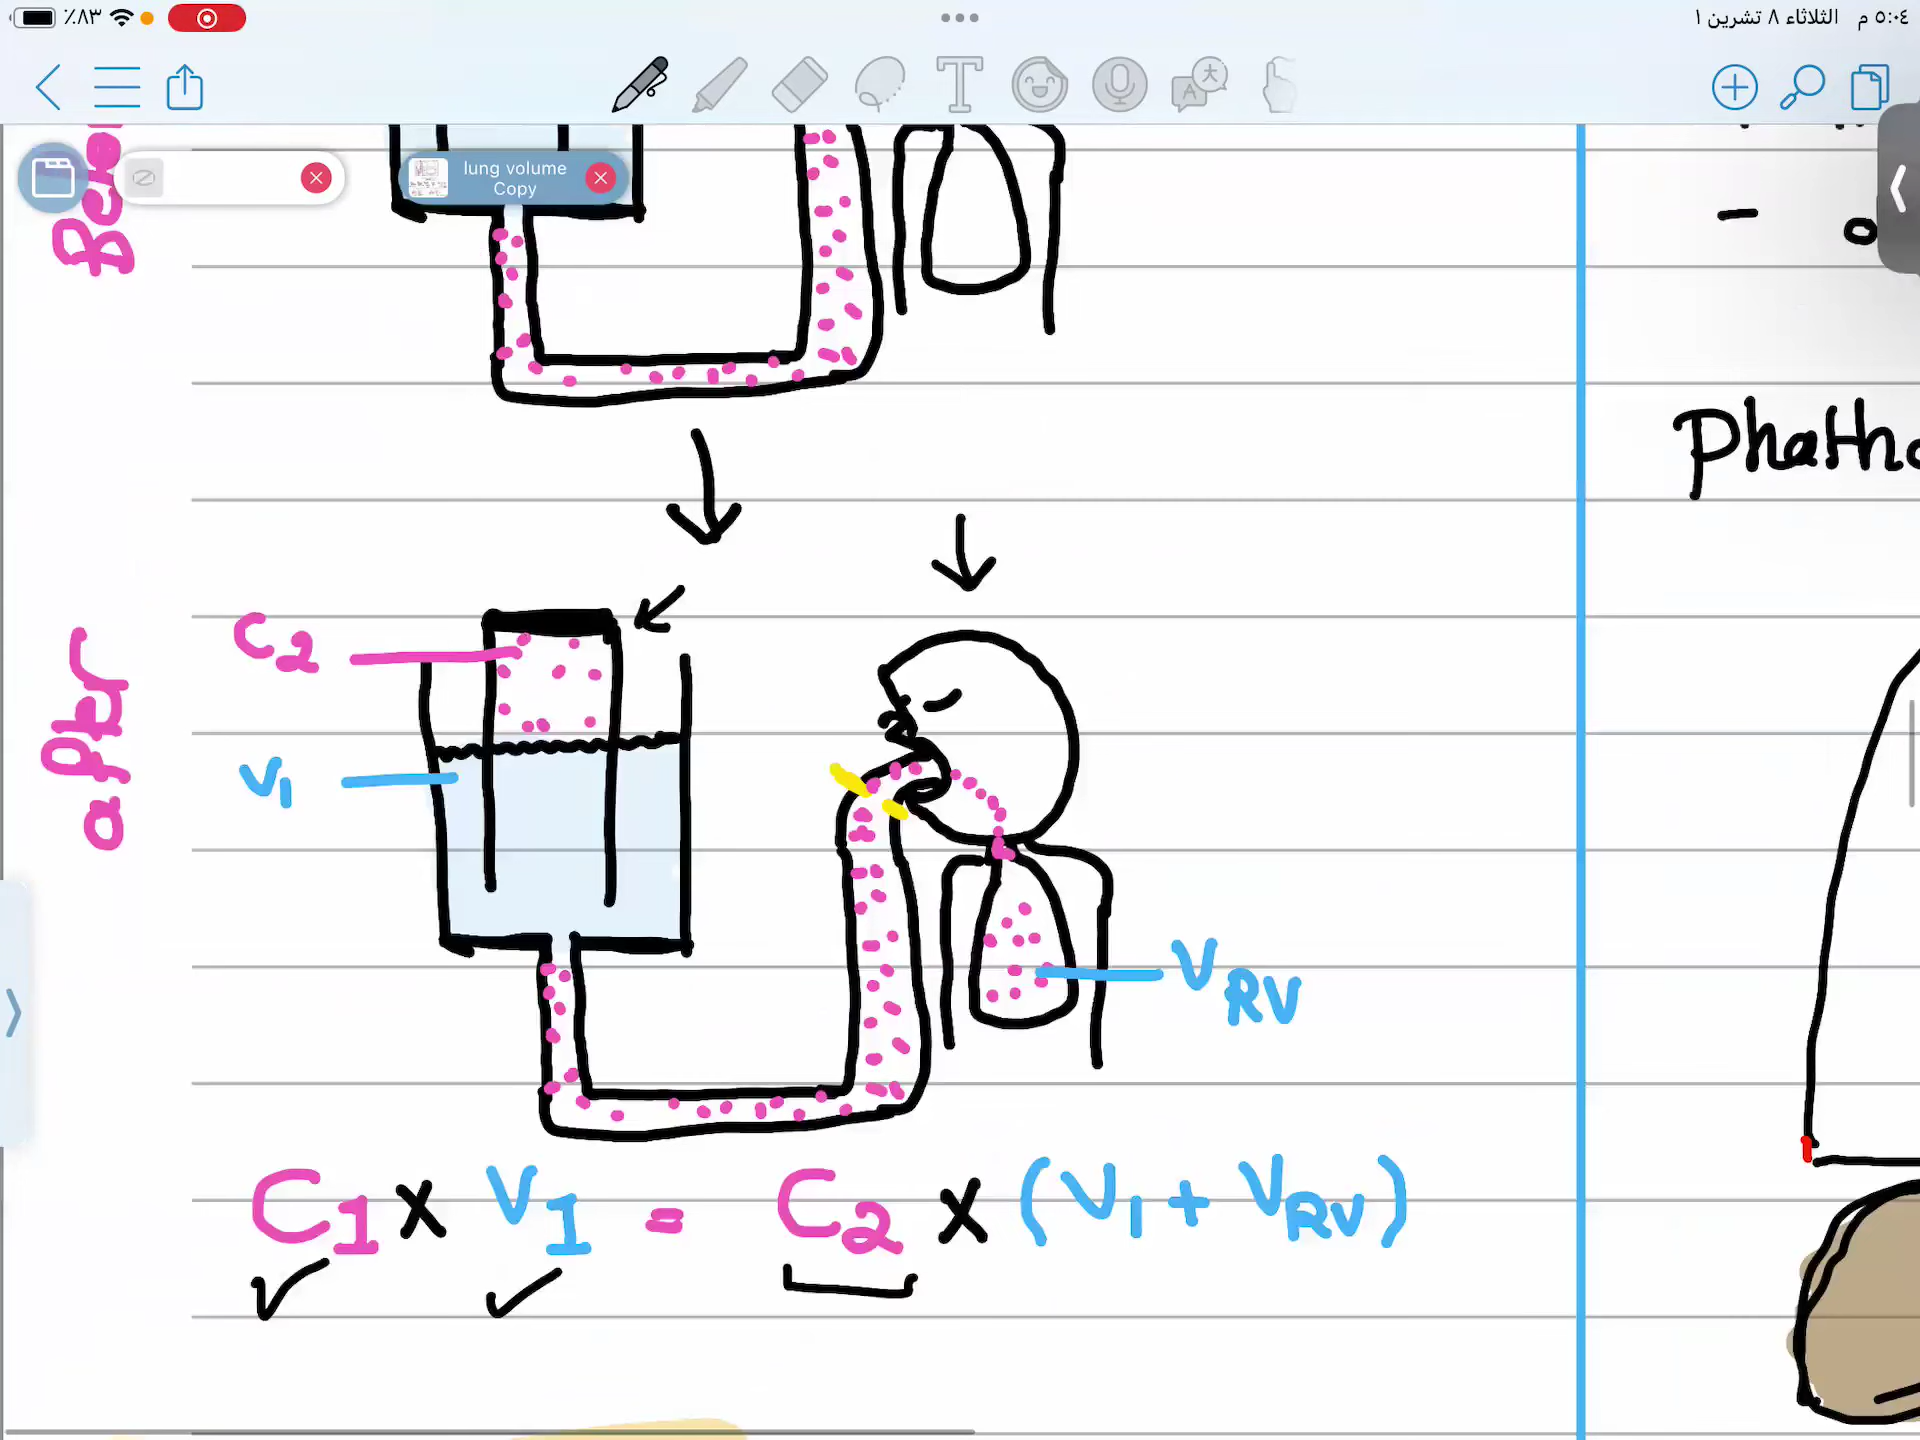 ٪٨٣
الثلاثاء ٨ تشرين ١ ٥:٠٤ م
lung volume
Copy
C2
V1
after
VRV
C1 x V1 = C2 x (V1 + VRV)